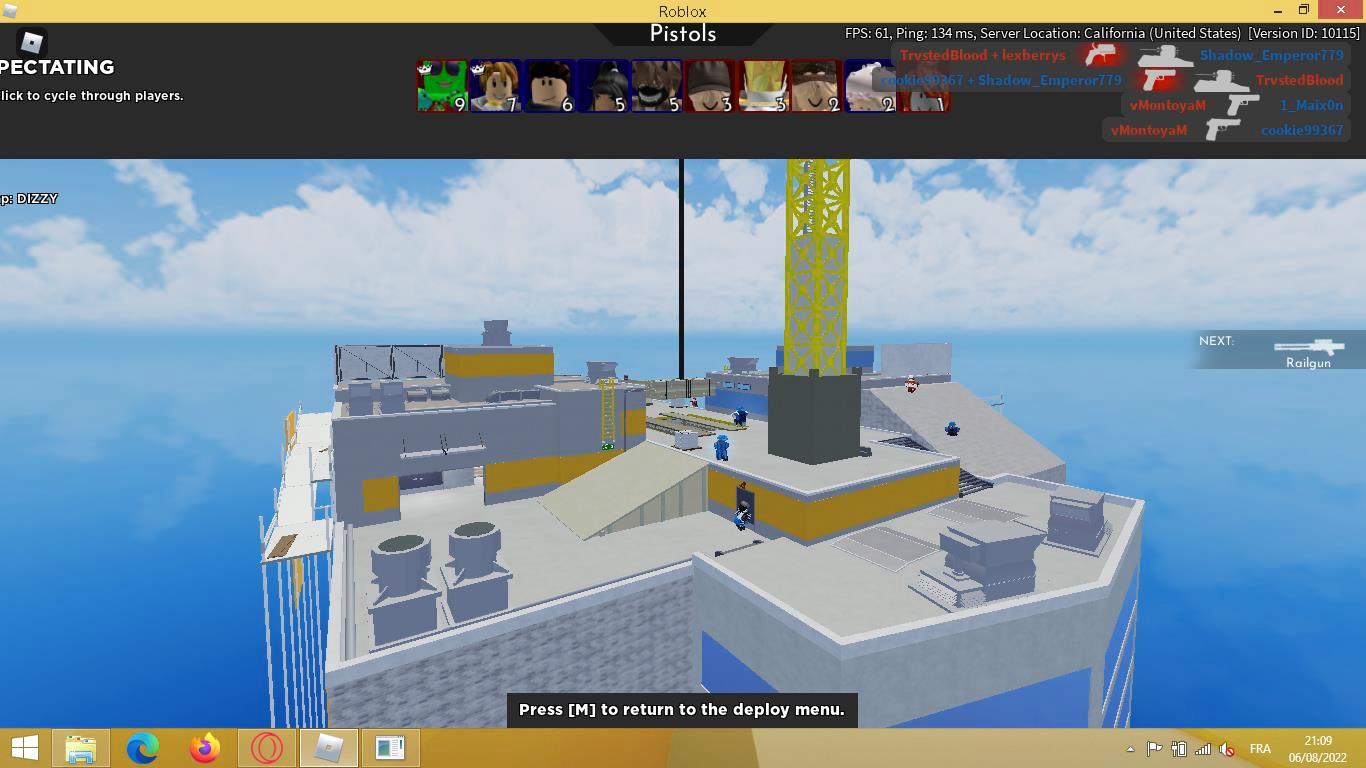 Roblox
Pistols
FPS: 61, Ping: 134 ms, Server Location: California (United States) [Version ID: 10115]
PECTATING
lick to cycle through players.
9 7 6 5 5 3 3 2 2 1
TrvstedBlood + lexberrys Shadow_Emperor779
cookie99367 + Shadow_Emperor779 TrvstedBlood
vMontoyaM 1_Maix0n
vMontoyaM cookie99367
p: DIZZY
NEXT:
Railgun
Press [M] to return to the deploy menu.
FRA
21:09
06/08/2022